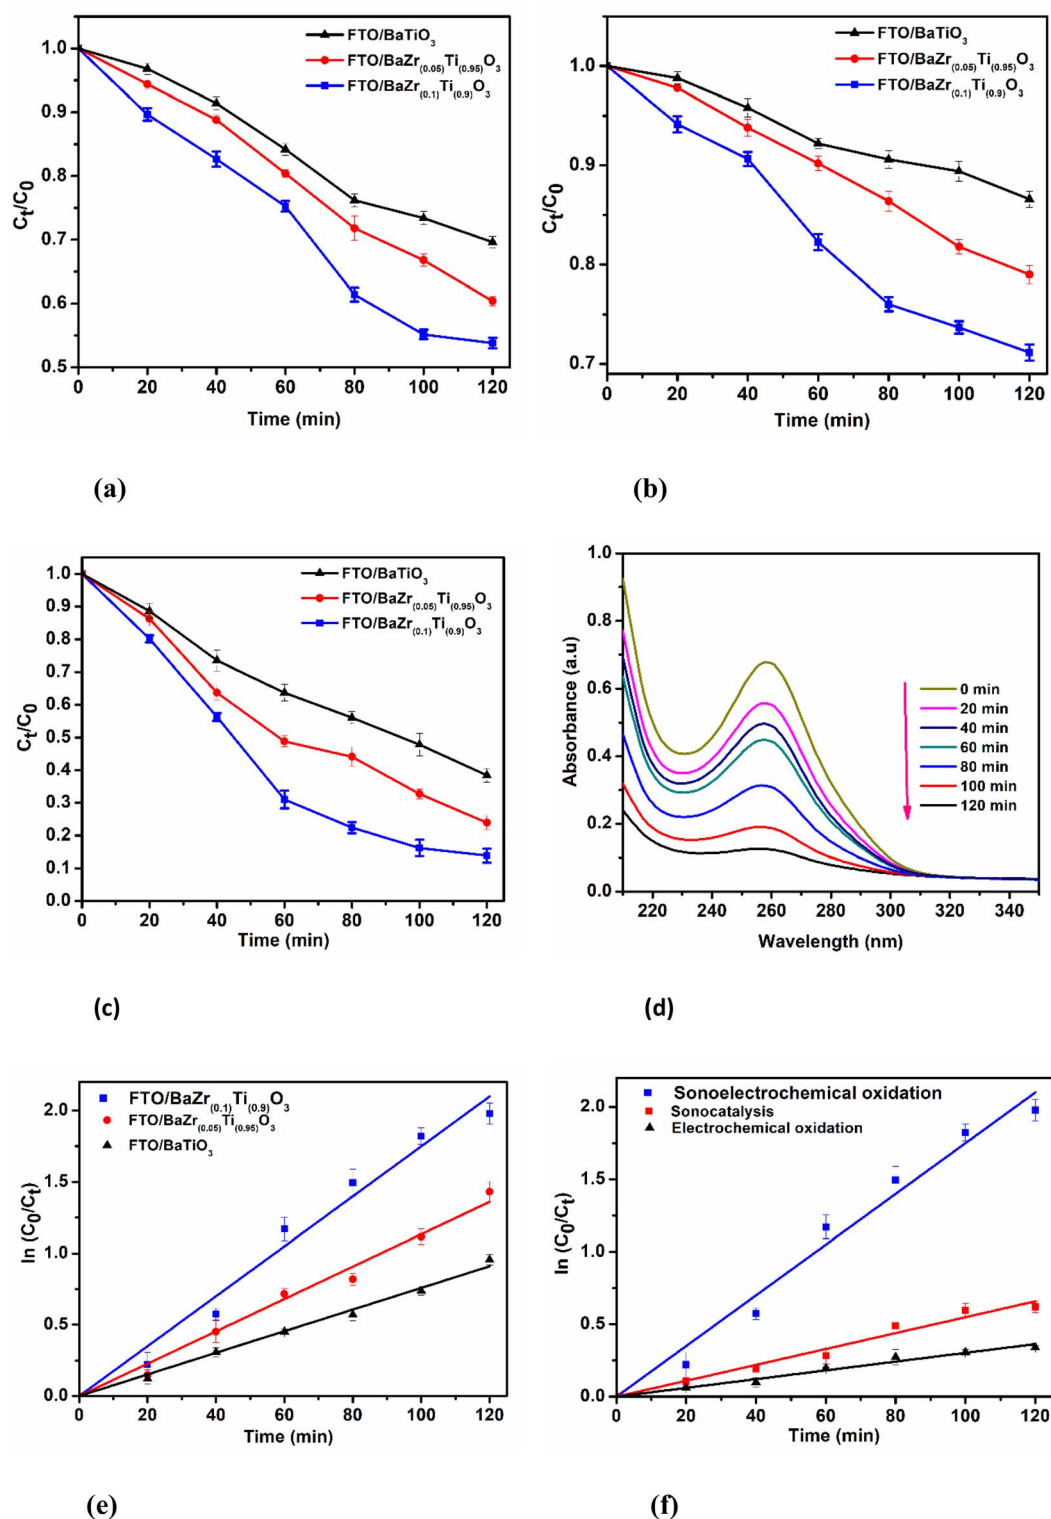 FTO/BaTiO3
FTO/BaZr(0.05)Ti(0.95)O3
FTO/BaZr(0.1)Ti(0.9)O3
1.0
0.9
0.8
0.7
0.6
0.5
Ct/C0
0 20 40 60 80 100 120
Time (min)
(a)
FTO/BaTiO3
FTO/BaZr(0.05)Ti(0.95)O3
FTO/BaZr(0.1)Ti(0.9)O3
1.0
0.9
0.8
0.7
Ct/C0
0 20 40 60 80 100 120
Time (min)
(b)
FTO/BaTiO3
FTO/BaZr(0.05)Ti(0.95)O3
FTO/BaZr(0.1)Ti(0.9)O3
1.0
0.9
0.8
0.7
0.6
0.5
0.4
0.3
0.2
0.1
0.0
Ct/C0
0 20 40 60 80 100 120
Time (min)
(c)
1.0
0.8
0.6
0.4
0.2
0.0
Absorbance (a.u)
0 min
20 min
40 min
60 min
80 min
100 min
120 min
220 240 260 280 300 320 340
Wavelength (nm)
(d)
FTO/BaZr(0.1)Ti(0.9)O3
FTO/BaZr(0.05)Ti(0.95)O3
FTO/BaTiO3
2.0
1.5
1.0
0.5
0.0
ln (C0/Ct)
0 20 40 60 80 100 120
Time (min)
(e)
Sonoelectrochemical oxidation
Sonocatalysis
Electrochemical oxidation
2.0
1.5
1.0
0.5
0.0
ln (C0/Ct)
0 20 40 60 80 100 120
Time (min)
(f)